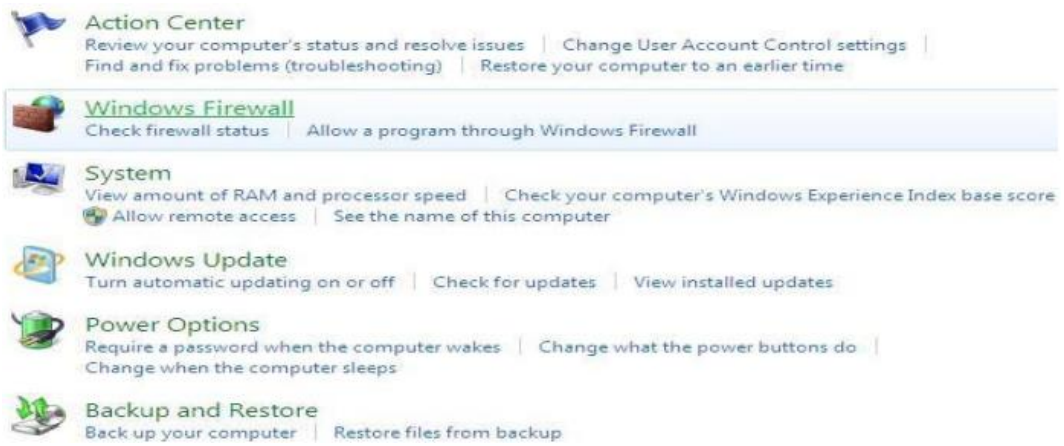 Action Center
Review your computer's status and resolve issues | Change User Account Control settings |
Find and fix problems (troubleshooting) | Restore your computer to an earlier time
Windows Firewall
Check firewall status | Allow a program through Windows Firewall
System
View amount of RAM and processor speed | Check your computer's Windows Experience Index base score
Allow remote access | See the name of this computer
Windows Update
Turn automatic updating on or off | Check for updates | View installed updates
Power Options
Require a password when the computer wakes | Change what the power buttons do |
Change when the computer sleeps
Backup and Restore
Back up your computer | Restore files from backup